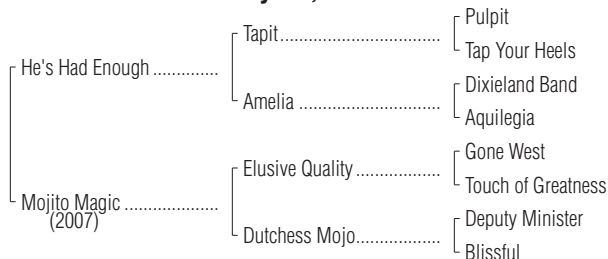 Pulpit
Tapit
Tap Your Heels
He's Had Enough
Dixieland Band
Amelia
Aquilegia
Gone West
Elusive Quality
Touch of Greatness
Mojito Magic
(2007)
Deputy Minister
Dutchess Mojo
Blissful